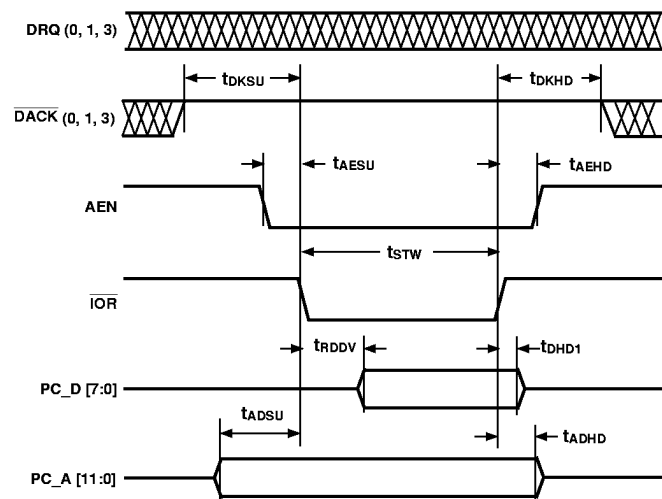 DRQ (0, 1, 3)
tDKSU
tDKHD
DACK (0, 1, 3)
tAESU
tAEHD
AEN
tSTW
IOR
tRDDV
tDHD1
PC_D [7:0]
tADSU
tADHD
PC_A [11:0]